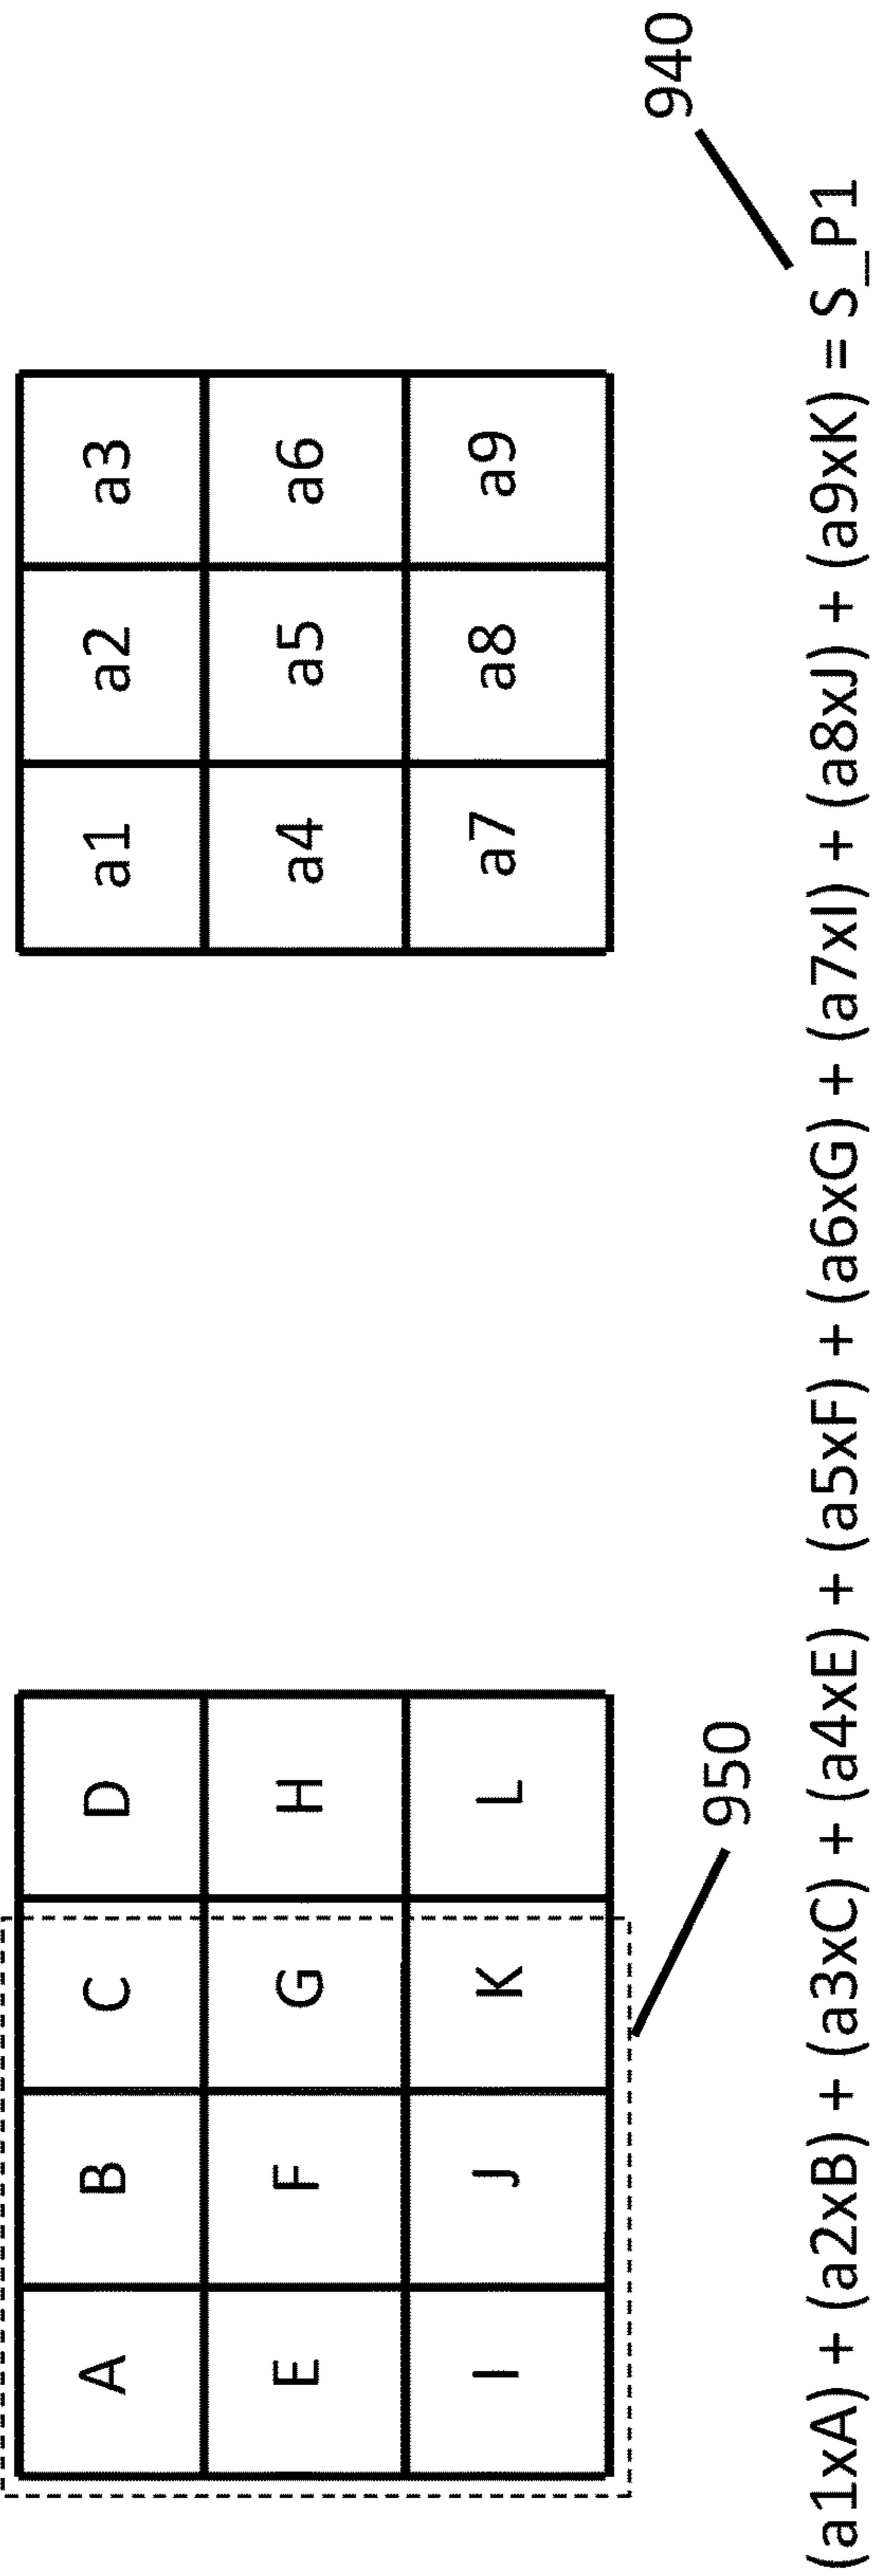 A B C D
E F G H
I J K L
950
a1 a2 a3
a4 a5 a6
a7 a8 a9
940
(a1xA) + (a2xB) + (a3xC) + (a4xE) + (a5xF) + (a6xG) + (a7xI) + (a8xJ) + (a9xK) = S_P1